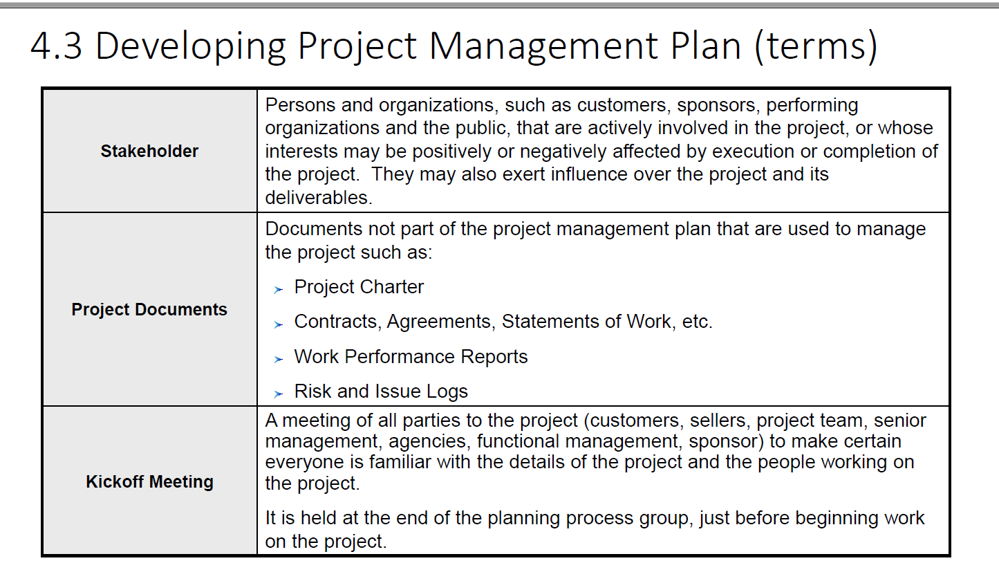 4.3 Developing Project Management Plan (terms)
Stakeholder
Persons and organizations, such as customers, sponsors, performing
organizations and the public, that are actively involved in the project, or whose
interests may be positively or negatively affected by execution or completion of
the project.  They may also exert influence over the project and its
deliverables.
Project Documents
Documents not part of the project management plan that are used to manage
the project such as:
➢ Project Charter
➢ Contracts, Agreements, Statements of Work, etc.
➢ Work Performance Reports
➢ Risk and Issue Logs
Kickoff Meeting
A meeting of all parties to the project (customers, sellers, project team, senior
management, agencies, functional management, sponsor) to make certain
everyone is familiar with the details of the project and the people working on
the project.
It is held at the end of the planning process group, just before beginning work
on the project.